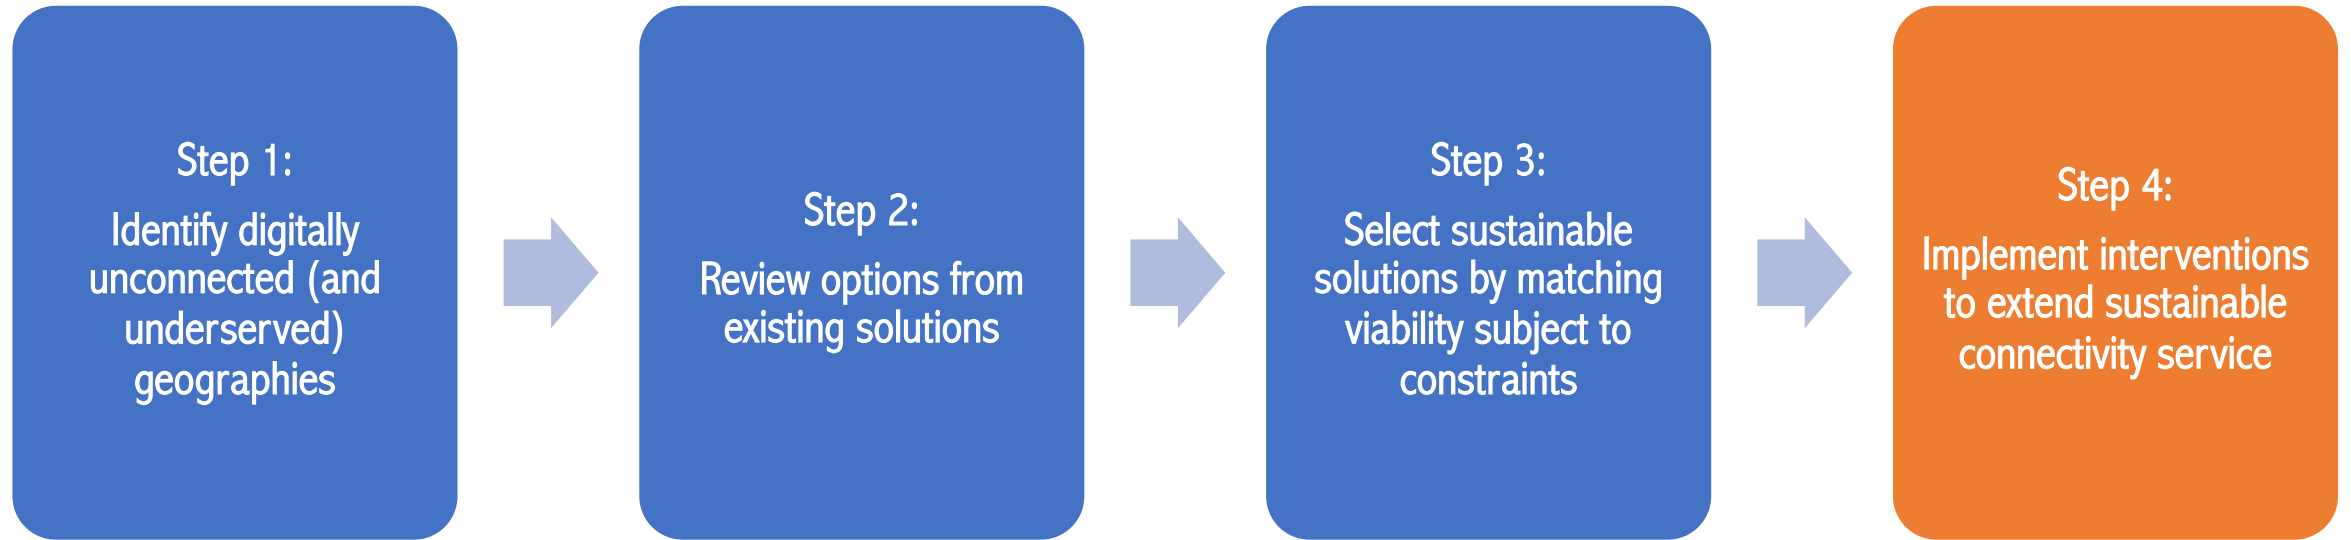 Step 1:
Identify digitally
unconnected (and
underserved)
geographies
Step 2:
Review options from
existing solutions
Step 3:
Select sustainable
solutions by matching
viability subject to
constraints
Step 4:
Implement interventions
to extend sustainable
connectivity service